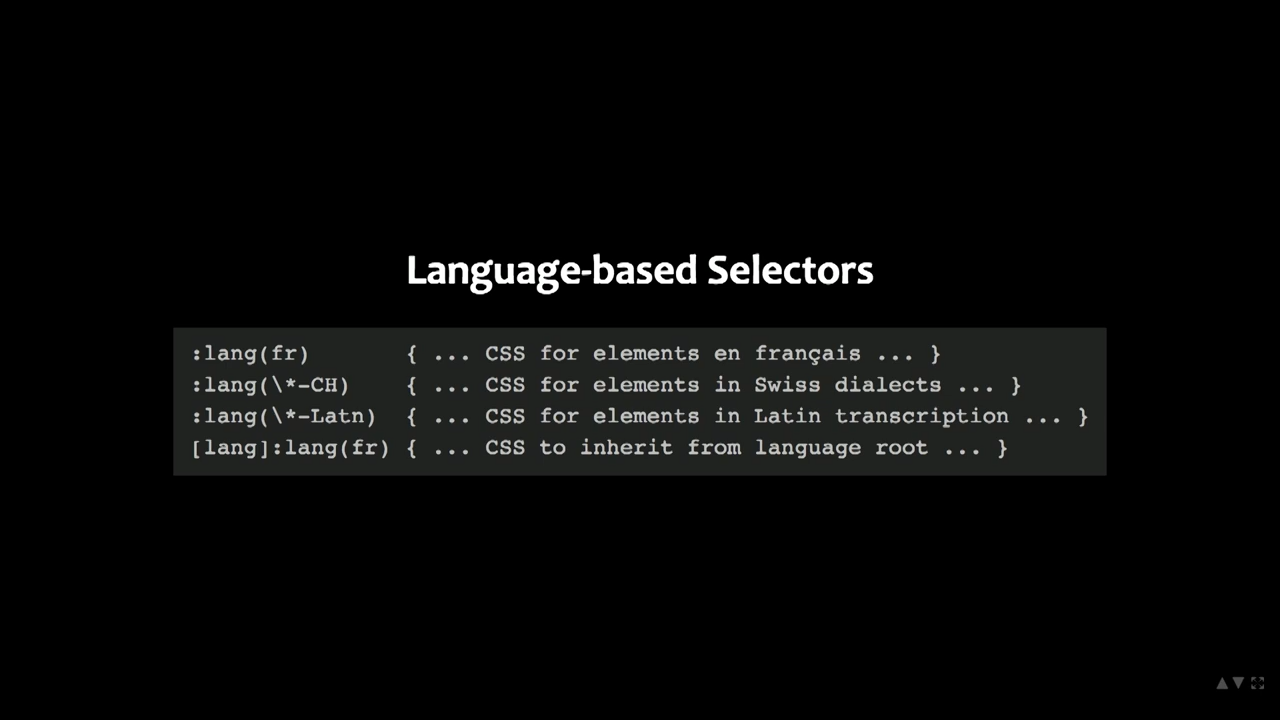 Language-based Selectors
:lang(fr) { ... CSS for elements en français ... }
:lang(\*-CH) { ... CSS for elements in Swiss dialects ... }
:lang(\*-Latn) { ... CSS for elements in Latin transcription ... }
[lang]:lang(fr) { ... CSS to inherit from language root ... }